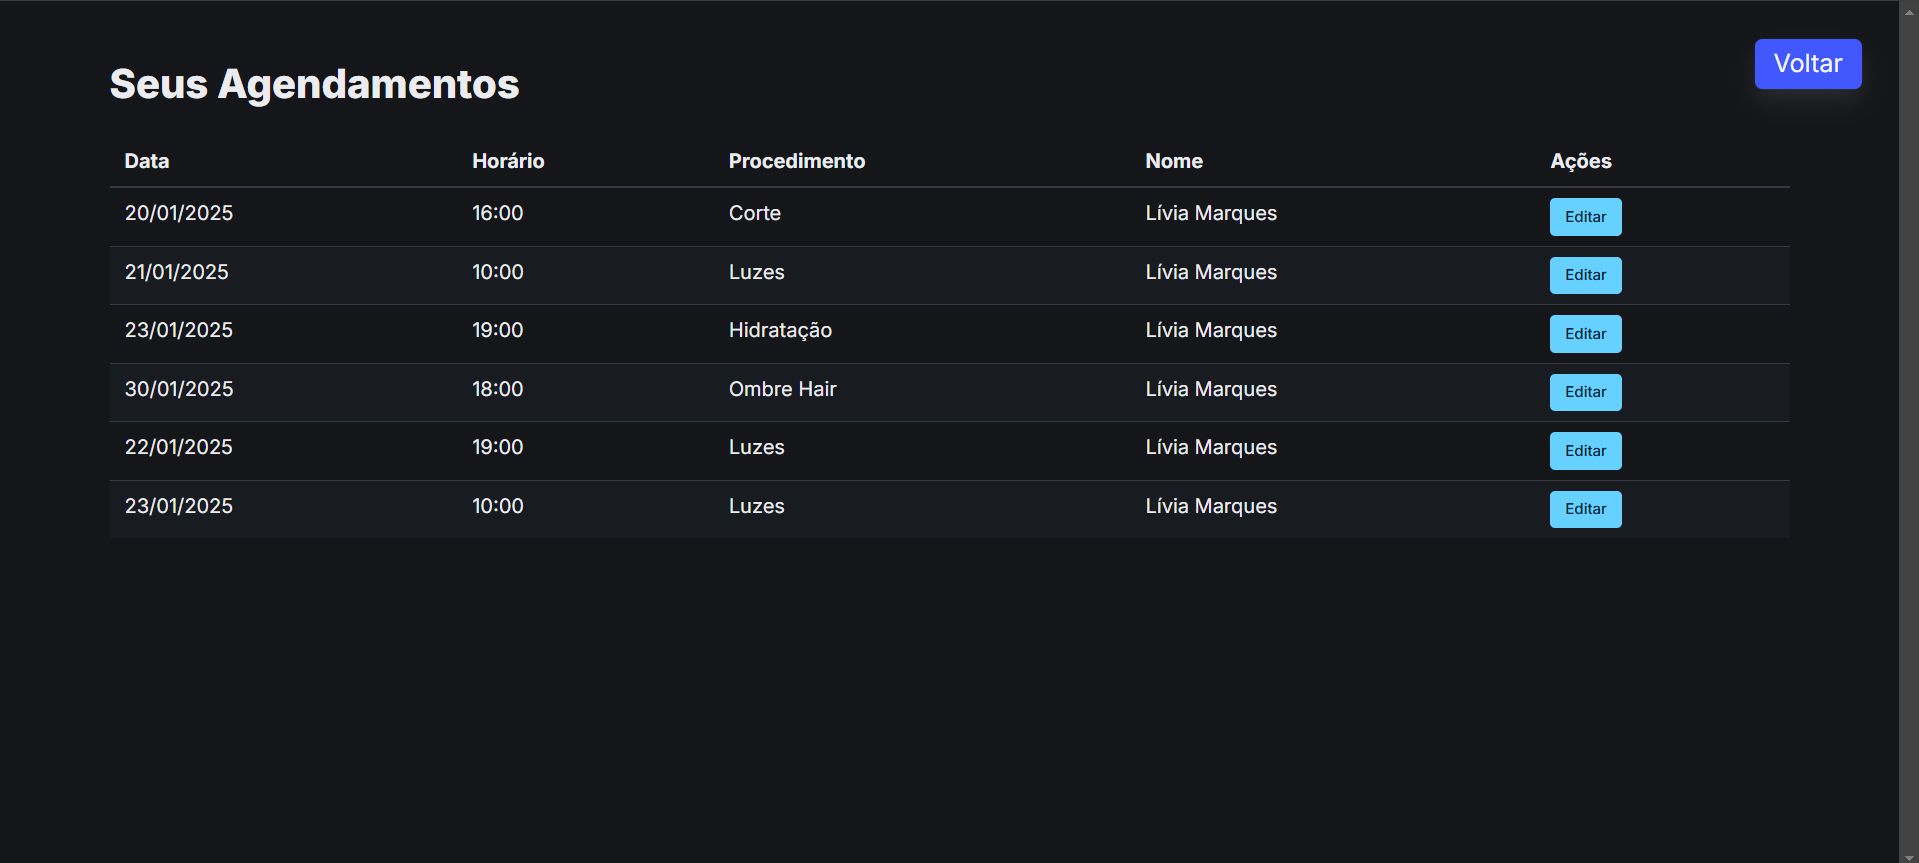 Voltar
Seus Agendamentos
Data Horário Procedimento Nome Ações
20/01/2025 16:00 Corte Lívia Marques Editar
21/01/2025 10:00 Luzes Lívia Marques Editar
23/01/2025 19:00 Hidratação Lívia Marques Editar
30/01/2025 18:00 Ombre Hair Lívia Marques Editar
22/01/2025 19:00 Luzes Lívia Marques Editar
23/01/2025 10:00 Luzes Lívia Marques Editar